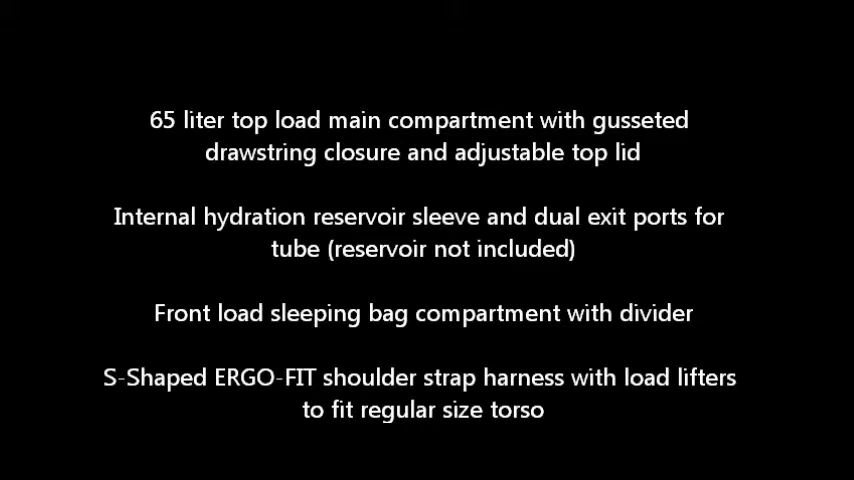 65 liter top load main compartment with gusseted
drawstring closure and adjustable top lid
Internal hydration reservoir sleeve and dual exit ports for
tube (reservoir not included)
Front load sleeping bag compartment with divider
S-Shaped ERGO-FIT shoulder strap harness with load lifters
to fit regular size torso